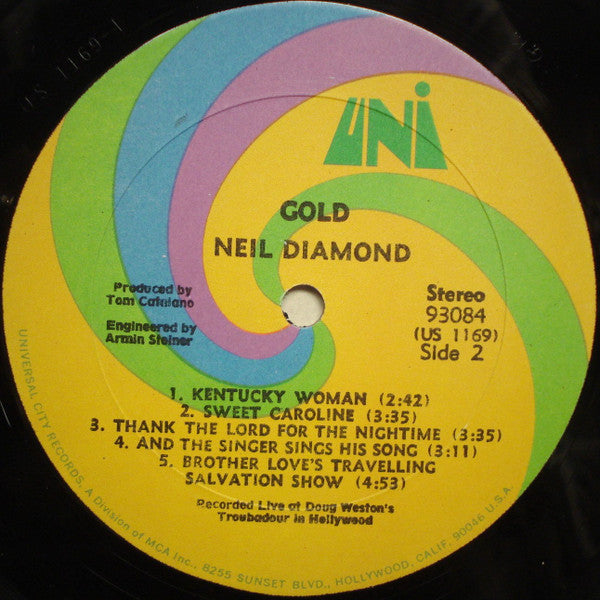 US 1169-1
UNI
GOLD
NEIL DIAMOND
Produced by
Tom Catalano
Engineered by
Armin Steiner
Stereo
93084
(US 1169)
Side 2
1. KENTUCKY WOMAN (2:42)
2. SWEET CAROLINE (3:35)
3. THANK THE LORD FOR THE NIGHTIME (3:35)
4. AND THE SINGER SINGS HIS SONG (3:11)
5. BROTHER LOVE'S TRAVELLING
SALVATION SHOW (4:53)
Recorded Live at Doug Weston's
Troubadour in Hollywood
UNIVERSAL CITY RECORDS, A Division of MCA Inc., 8255 SUNSET BLVD., HOLLYWOOD, CALIF. 90046 U.S.A.